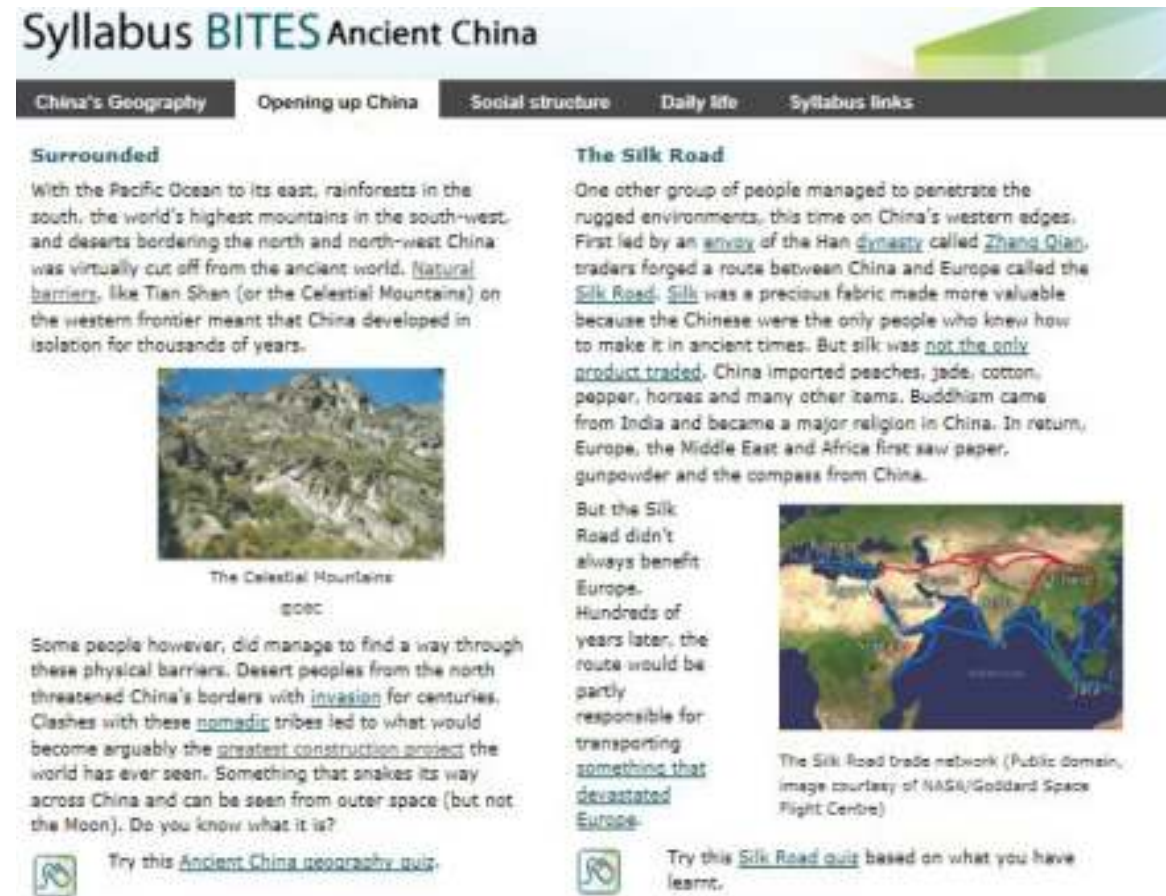 Syllabus BITES Ancient China
China's Geography Opening up China Social structure Daily life Syllabus links
Surrounded
With the Pacific Ocean to its east, rainforests in the
south, the world's highest mountains in the south-west,
and deserts bordering the north and north-west China
was virtually cut off from the ancient world. Natural
barriers, like Tian Shan (or the Celestial Mountains) on
the western frontier meant that China developed in
isolation for thousands of years.
The Celestial Mountains
Some people however, did manage to find a way through
these physical barriers. Desert peoples from the north
threatened China's borders with invasion for centuries.
Clashes with these nomadic tribes led to what would
become arguably the greatest construction project the
world has ever seen. Something that snakes its way
across China and can be seen from outer space (but not
the Moon). Do you know what it is?
Try this Ancient China geography quiz.
The Silk Road
One other group of people managed to penetrate the
rugged environments, this time on China's western edges.
First led by an envoy of the Han dynasty called Zhang Qian,
traders forged a route between China and Europe called the
Silk Road. Silk was a precious fabric made more valuable
because the Chinese were the only people who knew how
to make it in ancient times. But silk was not the only
product traded. China imported peaches, jade, cotton,
pepper, horses and many other items. Buddhism came
from India and became a major religion in China. In return,
Europe, the Middle East and Africa first saw paper,
gunpowder and the compass from China.
But the Silk
Road didn't
always benefit
Europe.
Hundreds of
years later, the
route would be
partly
responsible for
transporting
something that
devastated
Europe.
The Silk Road trade network (Public domain,
image courtesy of NASA/Goddard Space
Flight Centre)
Try this Silk Road quiz based on what you have
learnt.